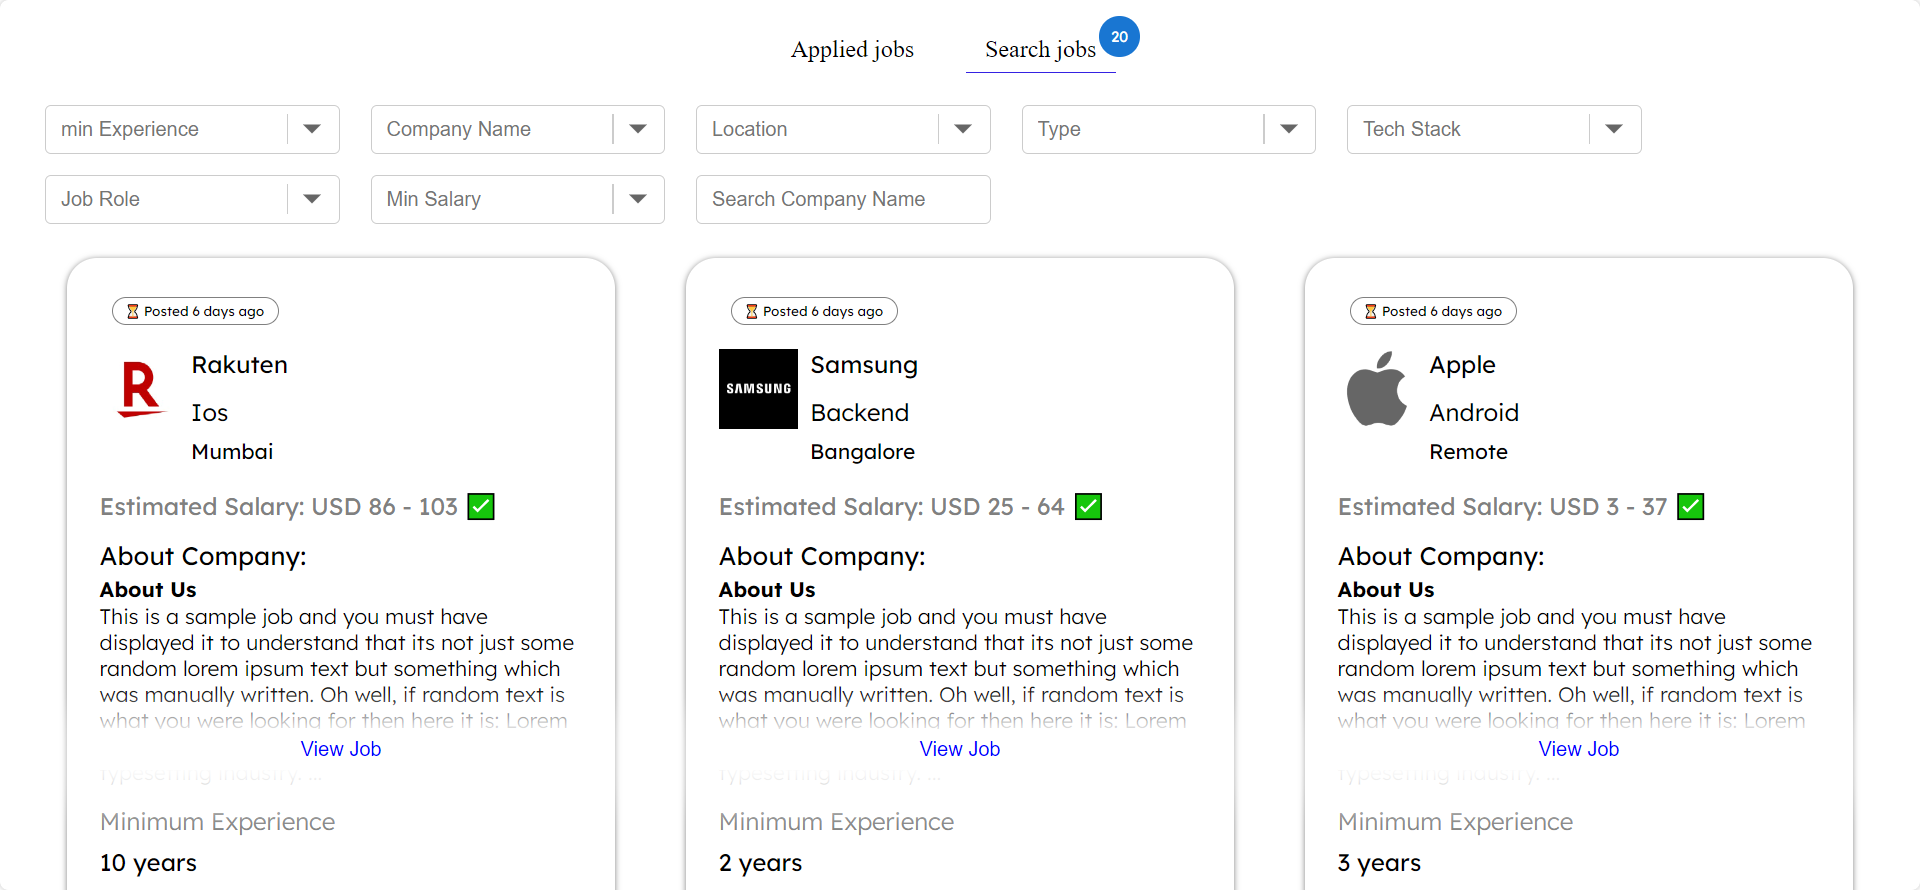 Applied jobs
Search jobs
20
min Experience
Company Name
Location
Type
Tech Stack
Job Role
Min Salary
Search Company Name
Posted 6 days ago
R
Rakuten
Ios
Mumbai
Estimated Salary: USD 86 - 103
About Company:
About Us
This is a sample job and you must have
displayed it to understand that its not just some
random lorem ipsum text but something which
was manually written. Oh well, if random text is
what you were looking for then here it is: Lorem
View Job
typesetting industry. ...
Minimum Experience
10 years
Posted 6 days ago
SAMSUNG
Samsung
Backend
Bangalore
Estimated Salary: USD 25 - 64
About Company:
About Us
This is a sample job and you must have
displayed it to understand that its not just some
random lorem ipsum text but something which
was manually written. Oh well, if random text is
what you were looking for then here it is: Lorem
View Job
typesetting industry. ...
Minimum Experience
2 years
Posted 6 days ago
Apple
Android
Remote
Estimated Salary: USD 3 - 37
About Company:
About Us
This is a sample job and you must have
displayed it to understand that its not just some
random lorem ipsum text but something which
was manually written. Oh well, if random text is
what you were looking for then here it is: Lorem
View Job
typesetting industry. ...
Minimum Experience
3 years